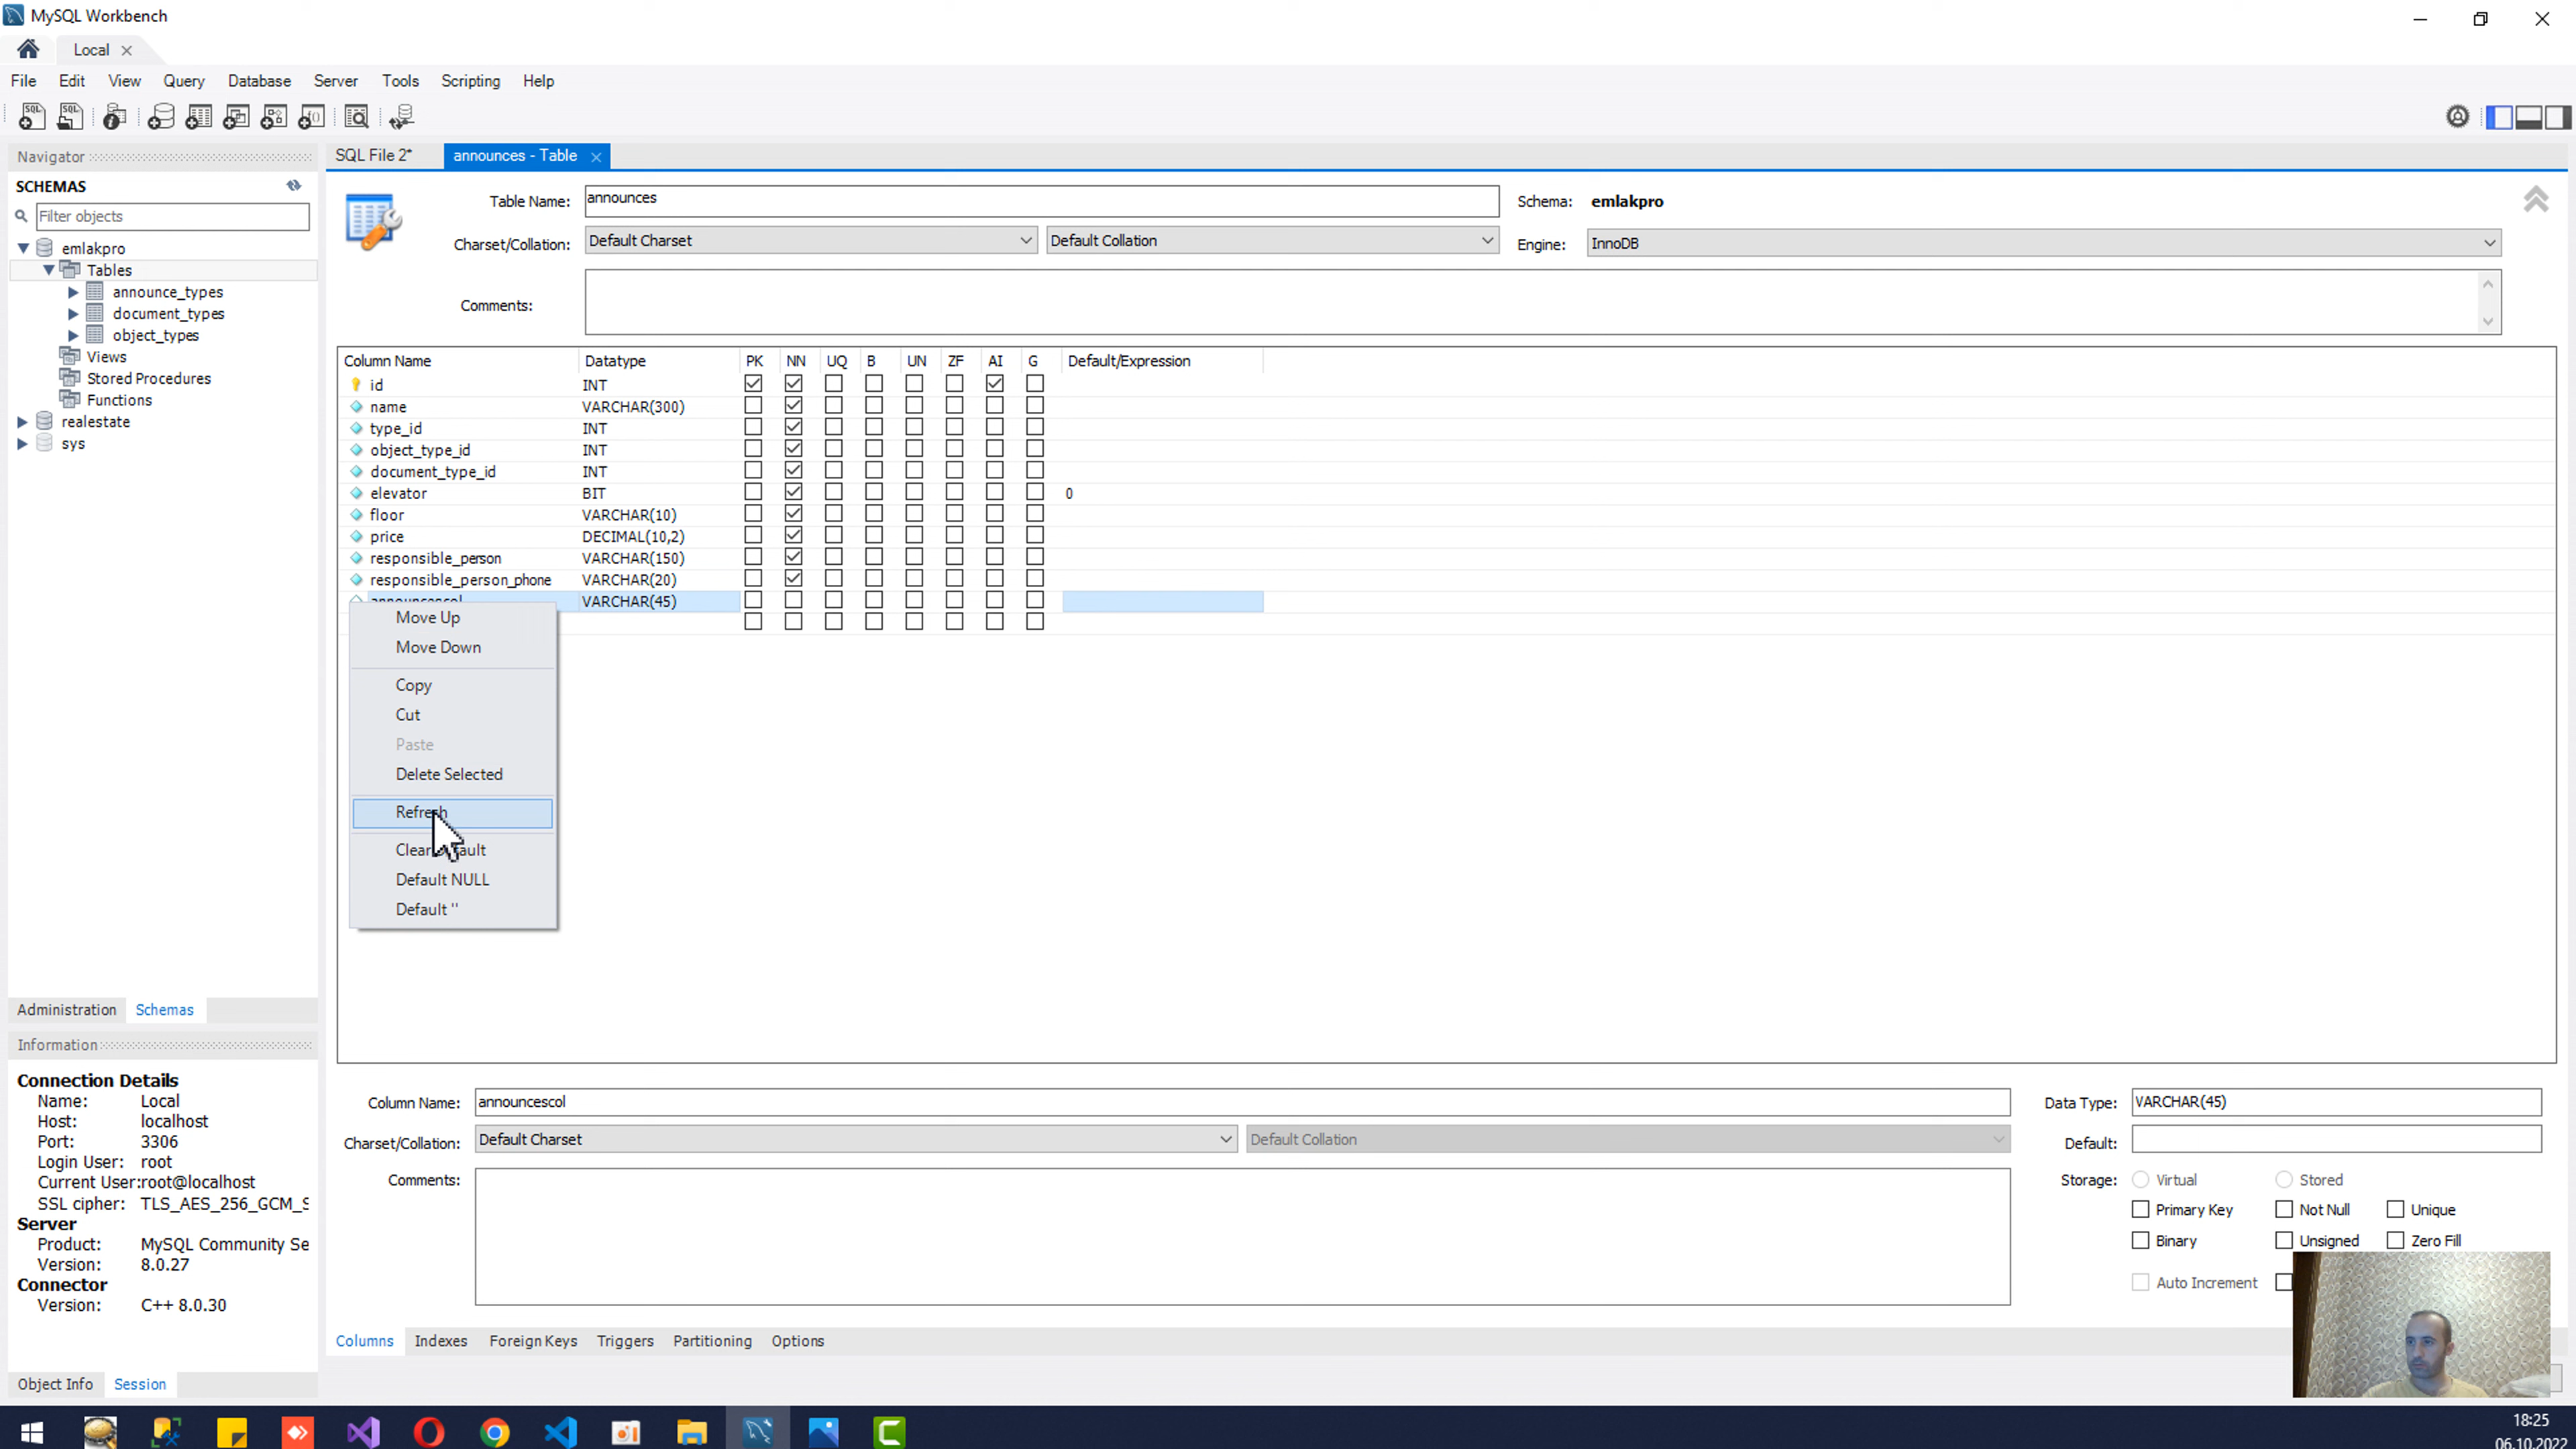 MySQL Workbench
Local
File Edit View Query Database Server Tools Scripting Help
Navigator
SCHEMAS
Filter objects
emlakpro
Tables
announce_types
document_types
object_types
Views
Stored Procedures
Functions
realestate
sys
Administration Schemas
Information
Connection Details
Name: Local
Host: localhost
Port: 3306
Login User: root
Current User: root@localhost
SSL cipher: TLS_AES_256_GCM_S
Server
Product: MySQL Community Se
Version: 8.0.27
Connector
Version: C++ 8.0.30
Object Info Session
SQL File 2* announces - Table
Table Name: announces Schema: emlakpro
Charset/Collation: Default Charset Default Collation Engine: InnoDB
Comments:
Column Name Datatype PK NN UQ B UN ZF AI G Default/Expression
id INT
name VARCHAR(300)
type_id INT
object_type_id INT
document_type_id INT
elevator BIT 0
floor VARCHAR(10)
price DECIMAL(10,2)
responsible_person VARCHAR(150)
responsible_person_phone VARCHAR(20)
announcescol VARCHAR(45)
Move Up
Move Down
Copy
Cut
Paste
Delete Selected
Refresh
Clear Default
Default NULL
Default ''
Column Name: announcescol Data Type: VARCHAR(45)
Charset/Collation: Default Charset Default Collation Default:
Comments: Storage: Virtual Stored
Primary Key Not Null Unique
Binary Unsigned Zero Fill
Auto Increment
Columns Indexes Foreign Keys Triggers Partitioning Options
18:25
06.10.2022